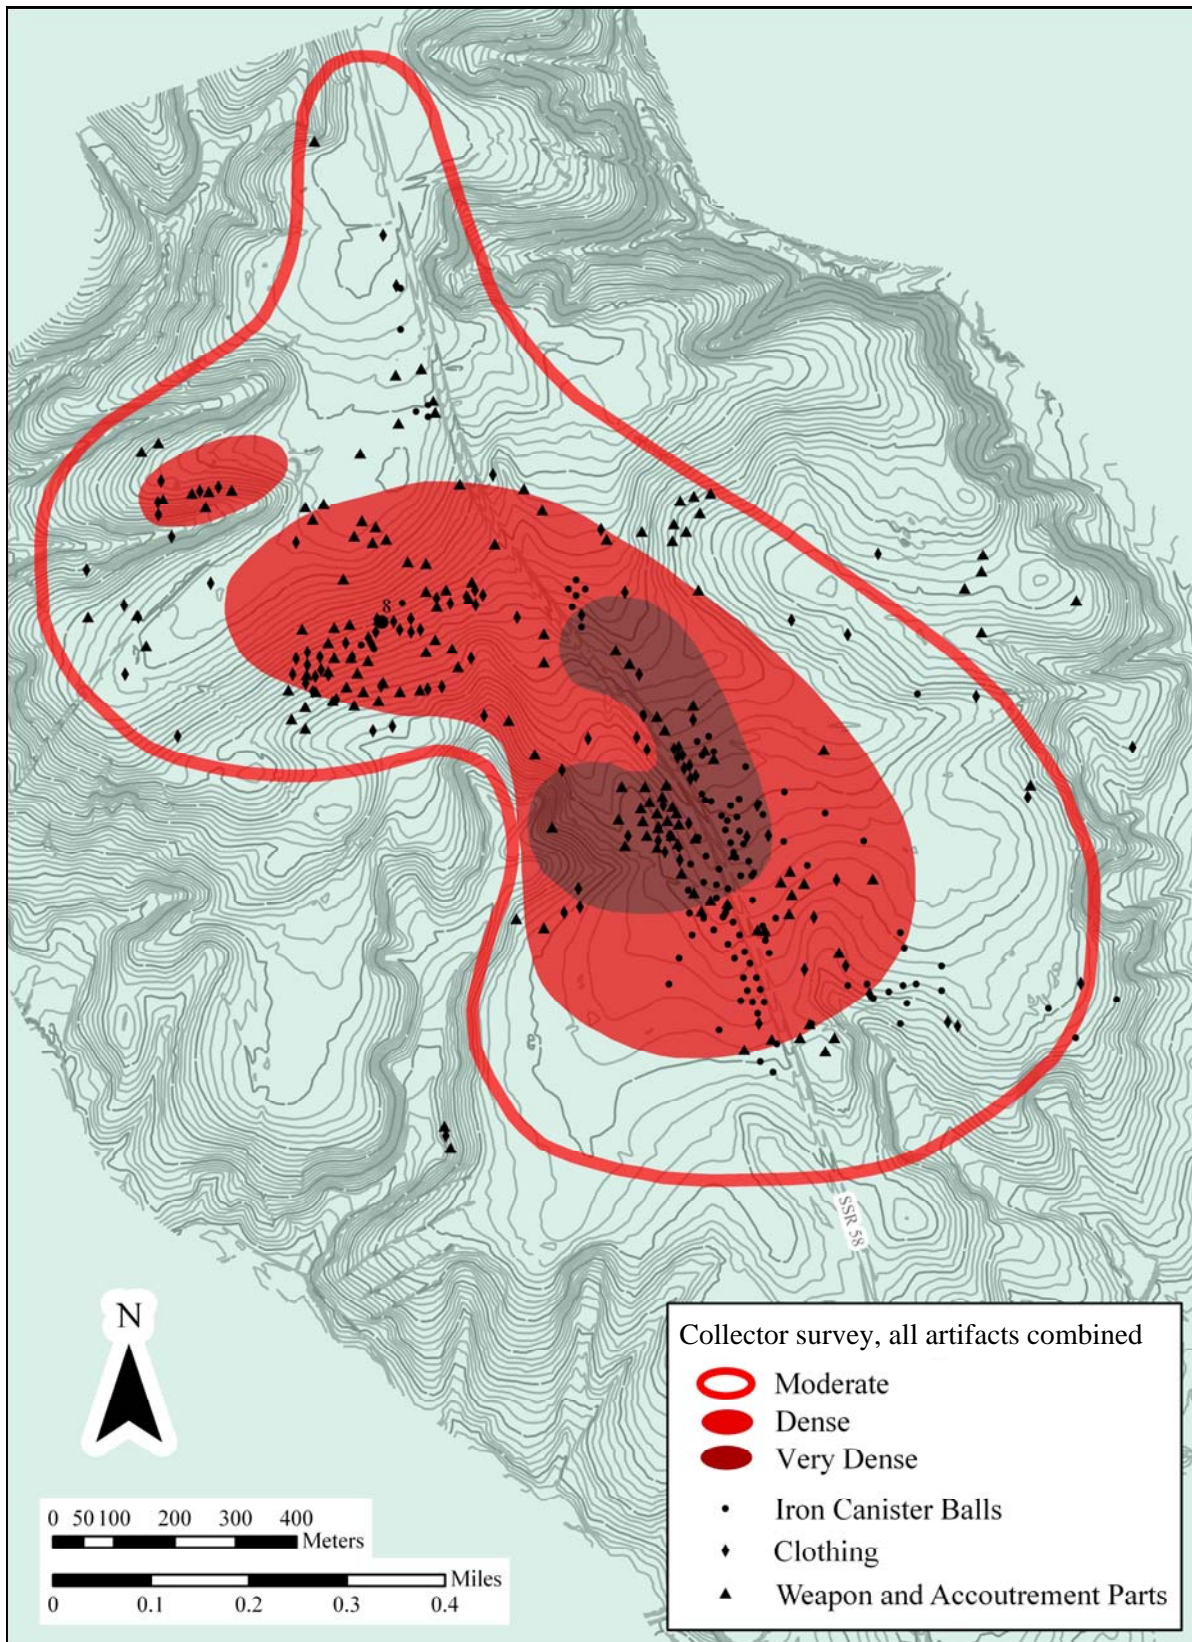 8
SSR 58
N
0 50 100 200 300 400
Meters
Miles
0 0.1 0.2 0.3 0.4
Collector survey, all artifacts combined
Moderate
Dense
Very Dense
Iron Canister Balls
Clothing
Weapon and Accoutrement Parts